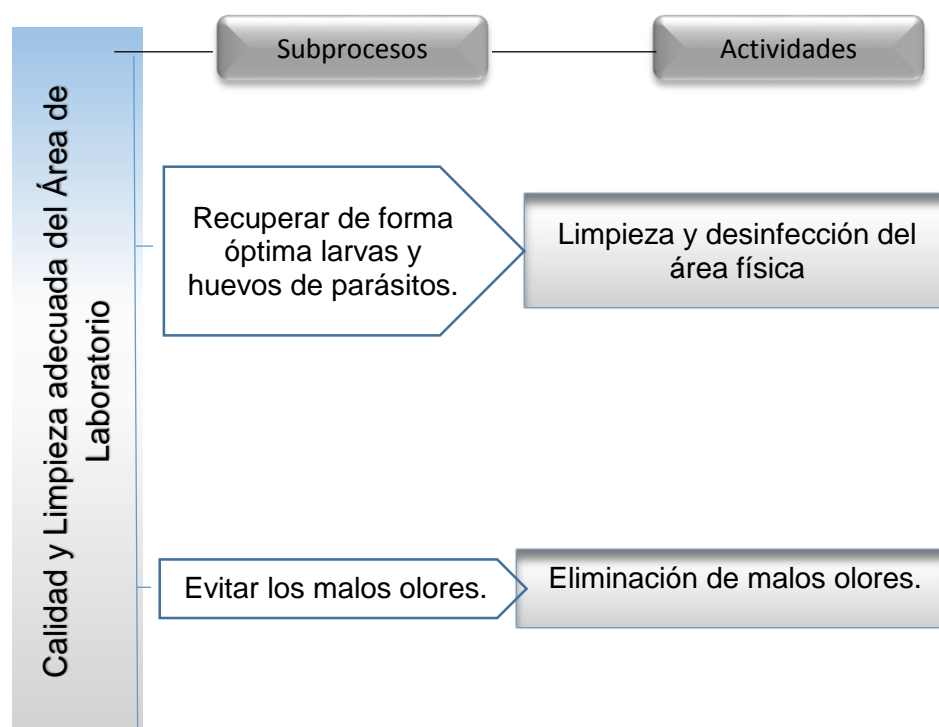 Subprocesos
Actividades
Calidad y Limpieza adecuada del Área de
Laboratorio
Recuperar de forma
óptima larvas y
huevos de parásitos.
Limpieza y desinfección del
área física
Evitar los malos olores.
Eliminación de malos olores.